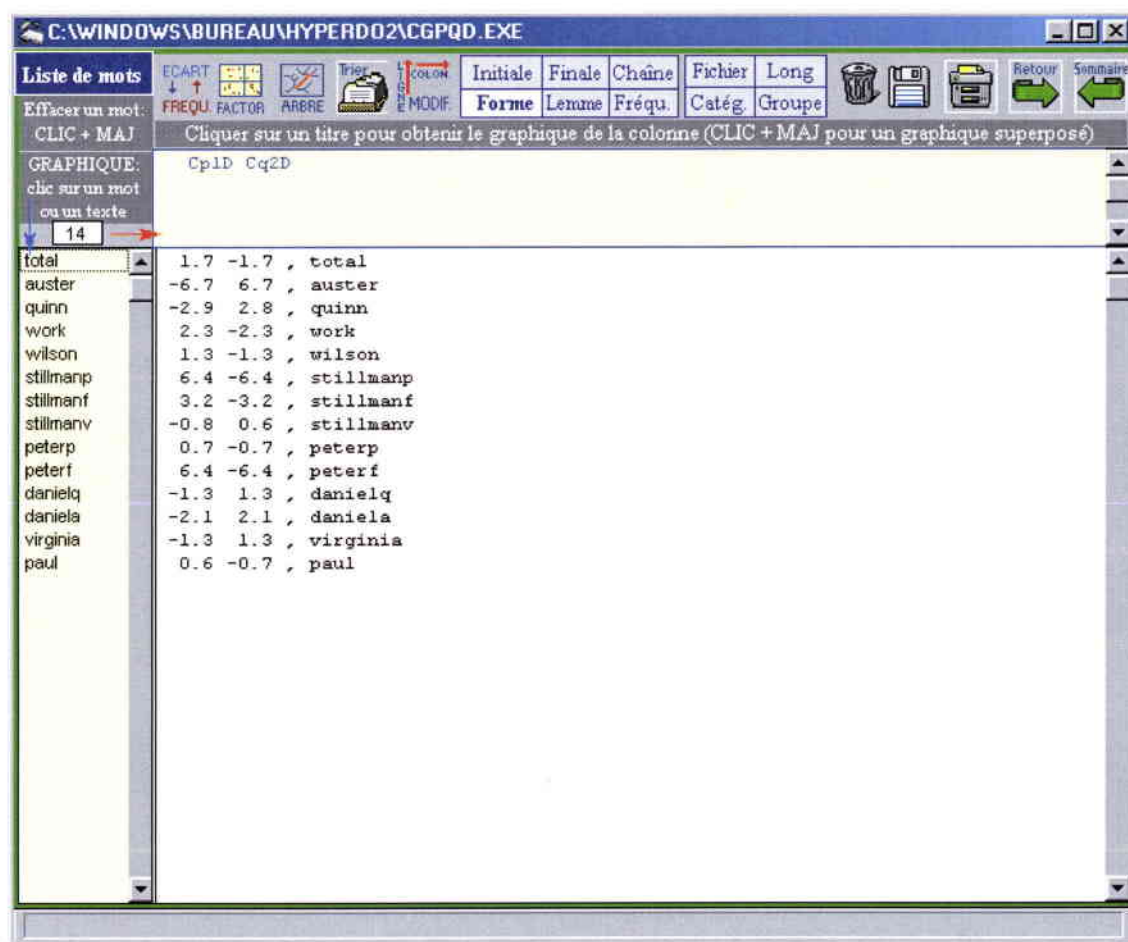 C:\WINDOWS\BUREAU\HYPERDO2\CGPQD.EXE
Liste de mots
ECART
FREQU.
FACTOR
ARBRE
Trier
LIGNE
COLON.
MODIF.
Initiale Finale Chaîne Fichier Long
Forme Lemme Fréqu. Catég. Groupe
Retour
Sommaire
Effacer un mot:
CLIC + MAJ
Cliquer sur un titre pour obtenir le graphique de la colonne (CLIC + MAJ pour un graphique superposé)
GRAPHIQUE:
clic sur un mot
ou un texte
14
Cp1D Cq2D
total
auster
quinn
work
wilson
stillmanp
stillmanf
stillmanv
peterp
peterf
danielq
daniela
virginia
paul
1.7 -1.7 , total
-6.7 6.7 , auster
-2.9 2.8 , quinn
2.3 -2.3 , work
1.3 -1.3 , wilson
6.4 -6.4 , stillmanp
3.2 -3.2 , stillmanf
-0.8 0.6 , stillmanv
0.7 -0.7 , peterp
6.4 -6.4 , peterf
-1.3 1.3 , danielq
-2.1 2.1 , daniela
-1.3 1.3 , virginia
0.6 -0.7 , paul